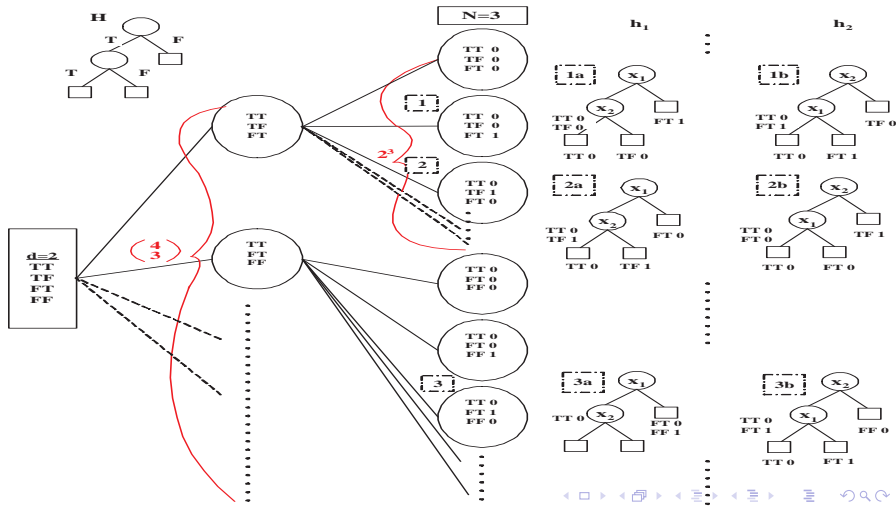 H
T F
T F
d=2
TT
TF
FT
FF
( 4 3 )
TT
TF
FT
TT
FT
FF
2³
N=3
TT 0
TF 0
FT 0
1
TT 0
TF 0
FT 1
2
TT 0
TF 1
FT 0
TT 0
FT 0
FF 0
TT 0
FT 0
FF 1
3
TT 0
FT 1
FF 0
h₁
1a
x₁
x₂
TT 0
TF 0
FT 1
TT 0 TF 0
2a
x₁
x₂
TT 0
TF 1
FT 0
TT 0 TF 1
3a
x₁
TT 0
x₂
FT 0
FF 1
h₂
1b
x₂
x₁
TT 0
FT 1
TF 0
TT 0 FT 1
2b
x₂
x₁
TT 0
FT 0
TF 1
TT 0 FT 0
3b
x₂
x₁
TT 0
FT 1
FF 0
TT 0 FT 1